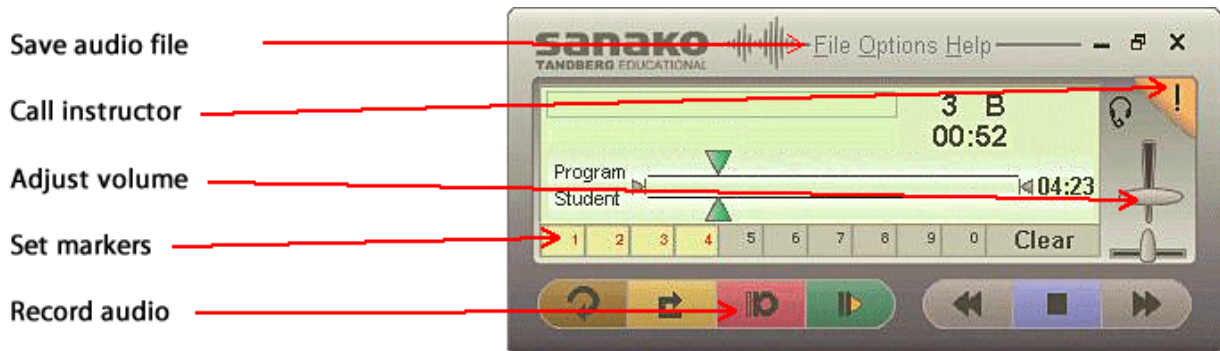 Save audio file
Call instructor
Adjust volume
Set markers
Record audio
sanako
TANDBERG EDUCATIONAL
File Options Help
3 B
00:52
Program
Student
04:23
1 2 3 4 5 6 7 8 9 0 Clear
!